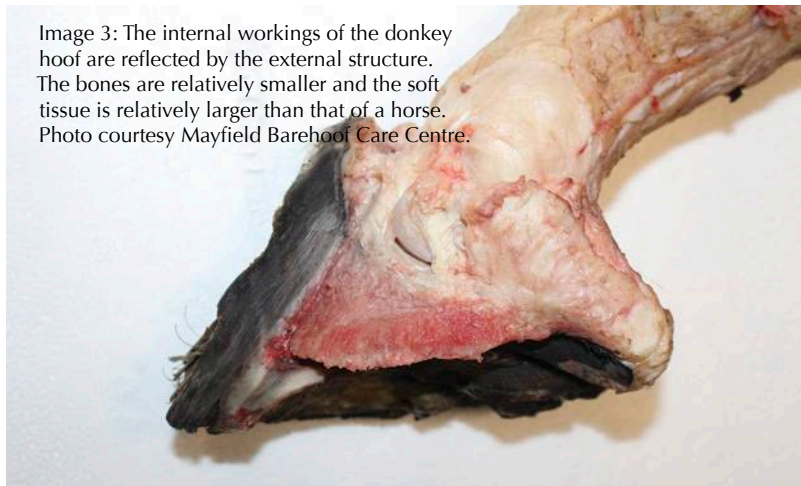 Image 3: The internal workings of the donkey
hoof are reflected by the external structure.
The bones are relatively smaller and the soft
tissue is relatively larger than that of a horse.
Photo courtesy Mayfield Barehoof Care Centre.